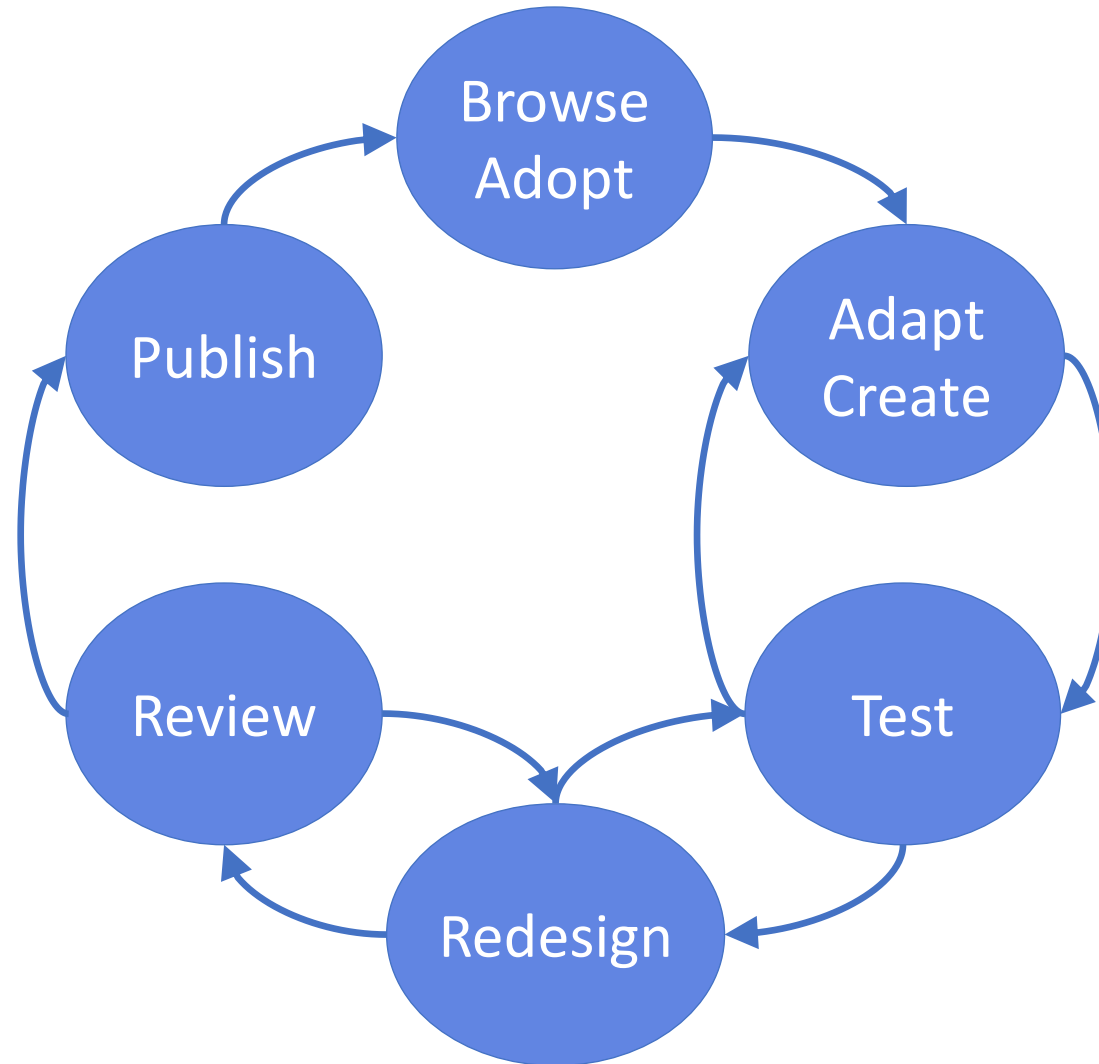 Browse
Adopt
Adapt
Create
Test
Redesign
Review
Publish